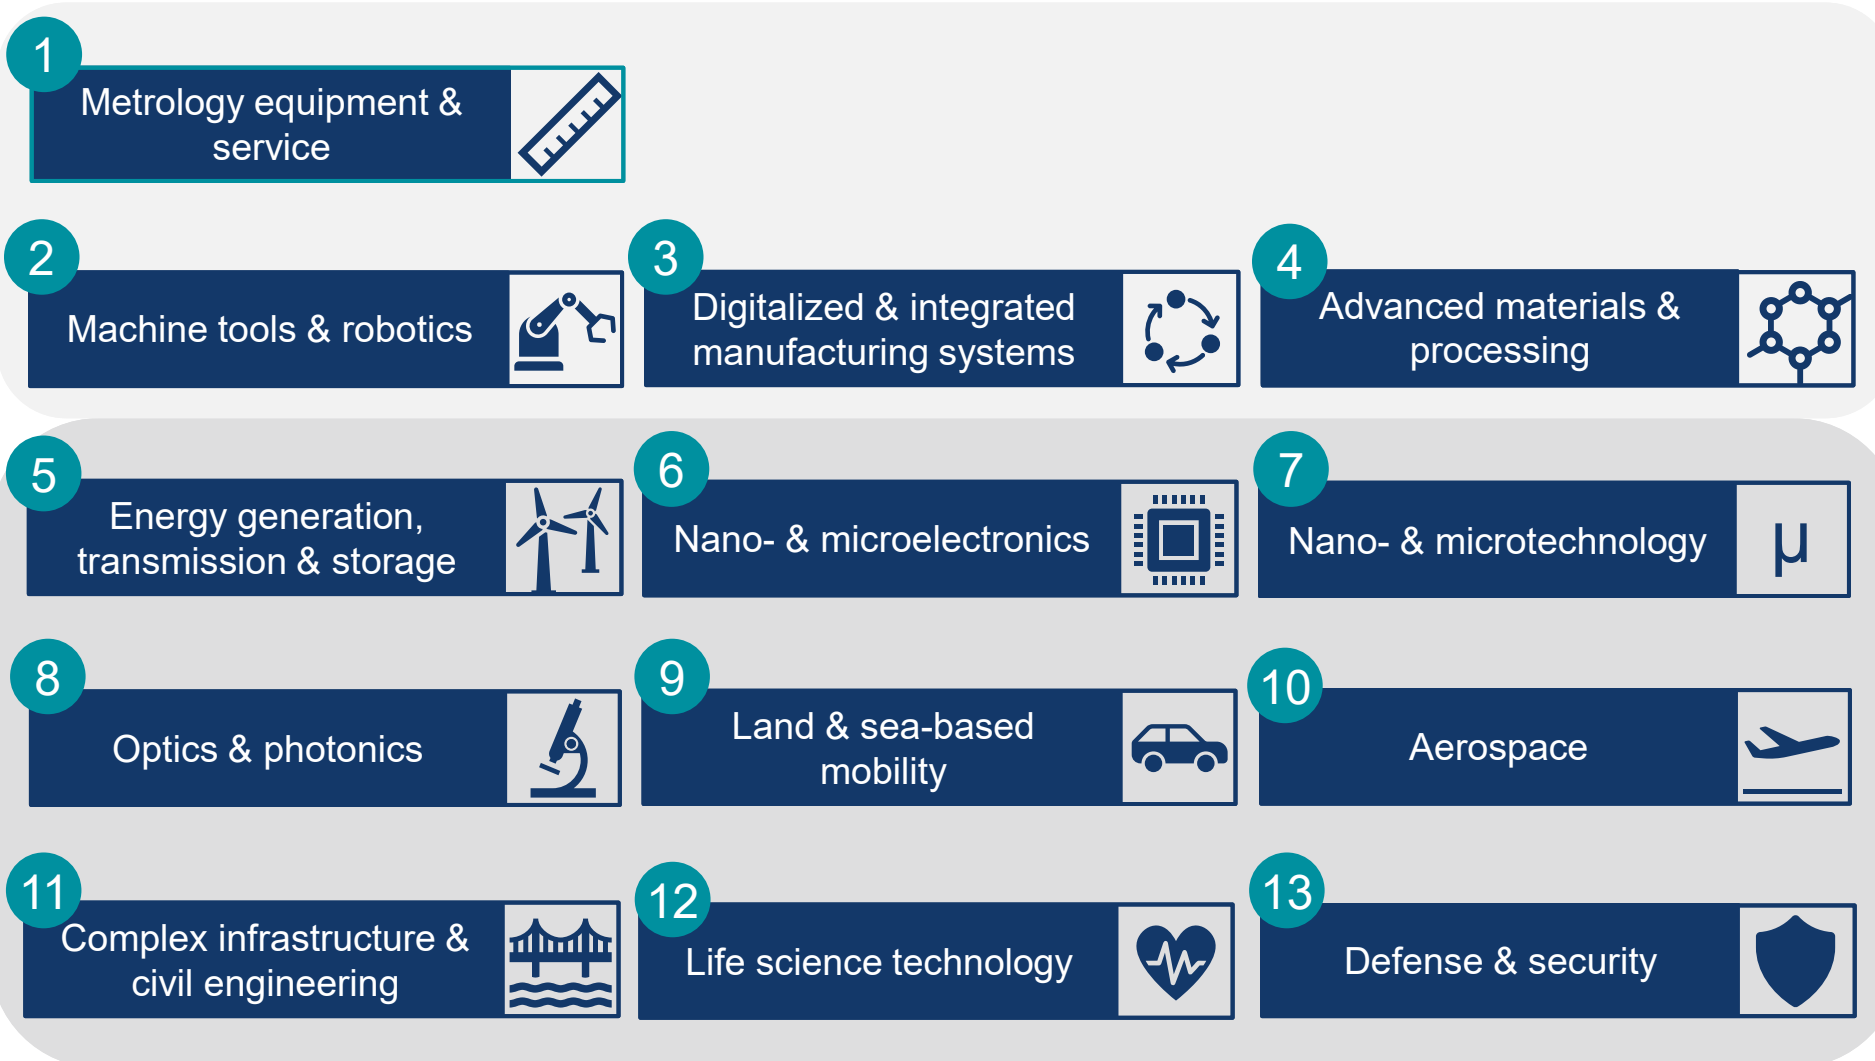 1
Metrology equipment &
service
2
Machine tools & robotics
3
Digitalized & integrated
manufacturing systems
4
Advanced materials &
processing
5
Energy generation,
transmission & storage
6
Nano- & microelectronics
7
Nano- & microtechnology
µ
8
Optics & photonics
9
Land & sea-based
mobility
10
Aerospace
11
Complex infrastructure &
civil engineering
12
Life science technology
13
Defense & security